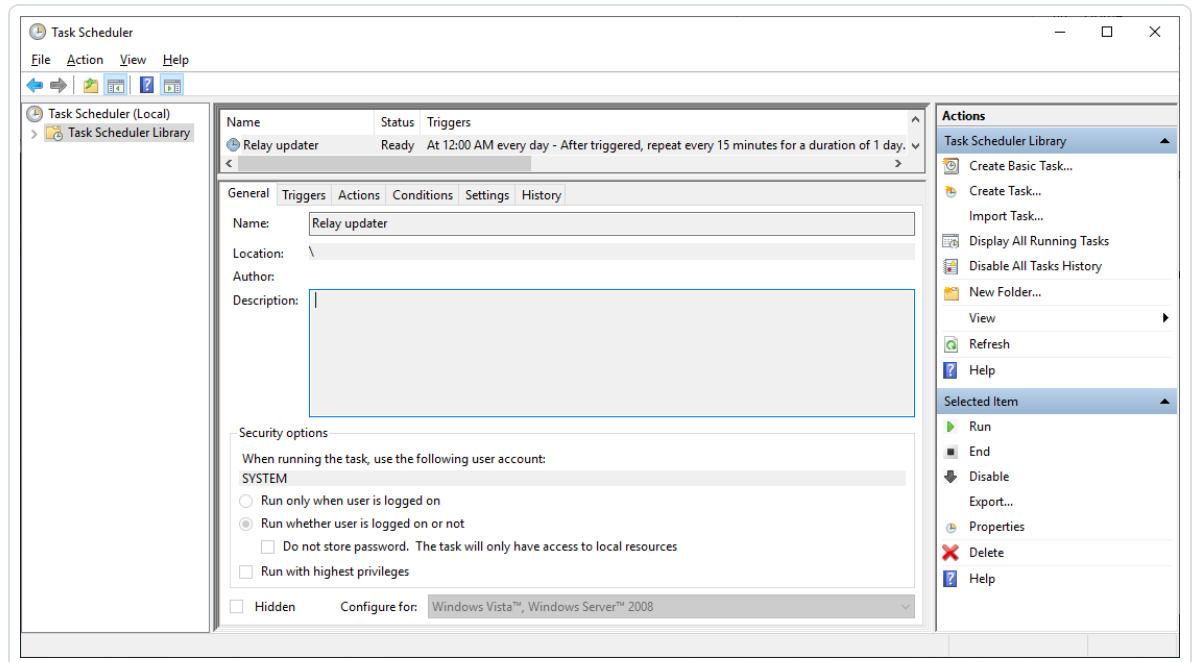 Task Scheduler
File Action View Help
Task Scheduler (Local)
Task Scheduler Library
Name Status Triggers
Relay updater Ready At 12:00 AM every day - After triggered, repeat every 15 minutes for a duration of 1 day.
General Triggers Actions Conditions Settings History
Name: Relay updater
Location: \
Author:
Description:
Security options
When running the task, use the following user account:
SYSTEM
Run only when user is logged on
Run whether user is logged on or not
Do not store password. The task will only have access to local resources
Run with highest privileges
Hidden Configure for: Windows Vista™, Windows Server™ 2008
Actions
Task Scheduler Library
Create Basic Task...
Create Task...
Import Task...
Display All Running Tasks
Disable All Tasks History
New Folder...
View
Refresh
Help
Selected Item
Run
End
Disable
Export...
Properties
Delete
Help